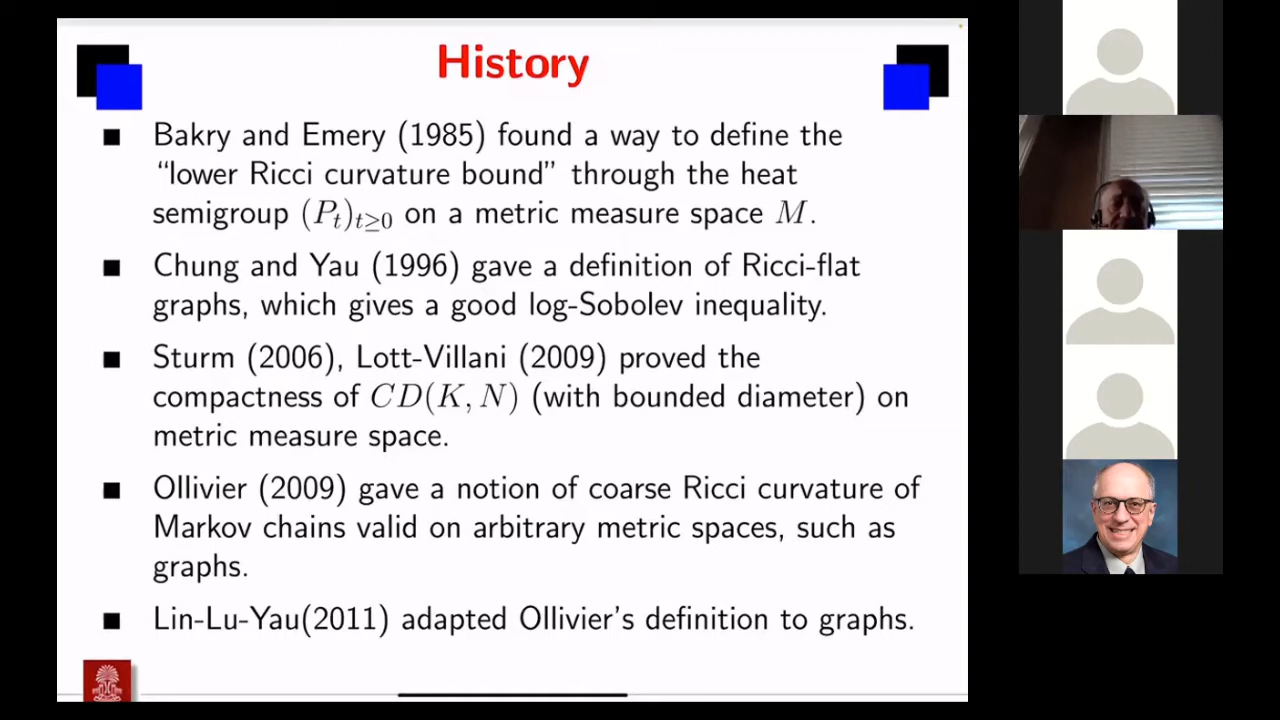 History
■ Bakry and Emery (1985) found a way to define the
“lower Ricci curvature bound” through the heat
semigroup $(P_t)_{t \geq 0}$ on a metric measure space $M$.
■ Chung and Yau (1996) gave a definition of Ricci-flat
graphs, which gives a good log-Sobolev inequality.
■ Sturm (2006), Lott-Villani (2009) proved the
compactness of $CD(K, N)$ (with bounded diameter) on
metric measure space.
■ Ollivier (2009) gave a notion of coarse Ricci curvature of
Markov chains valid on arbitrary metric spaces, such as
graphs.
■ Lin-Lu-Yau(2011) adapted Ollivier’s definition to graphs.